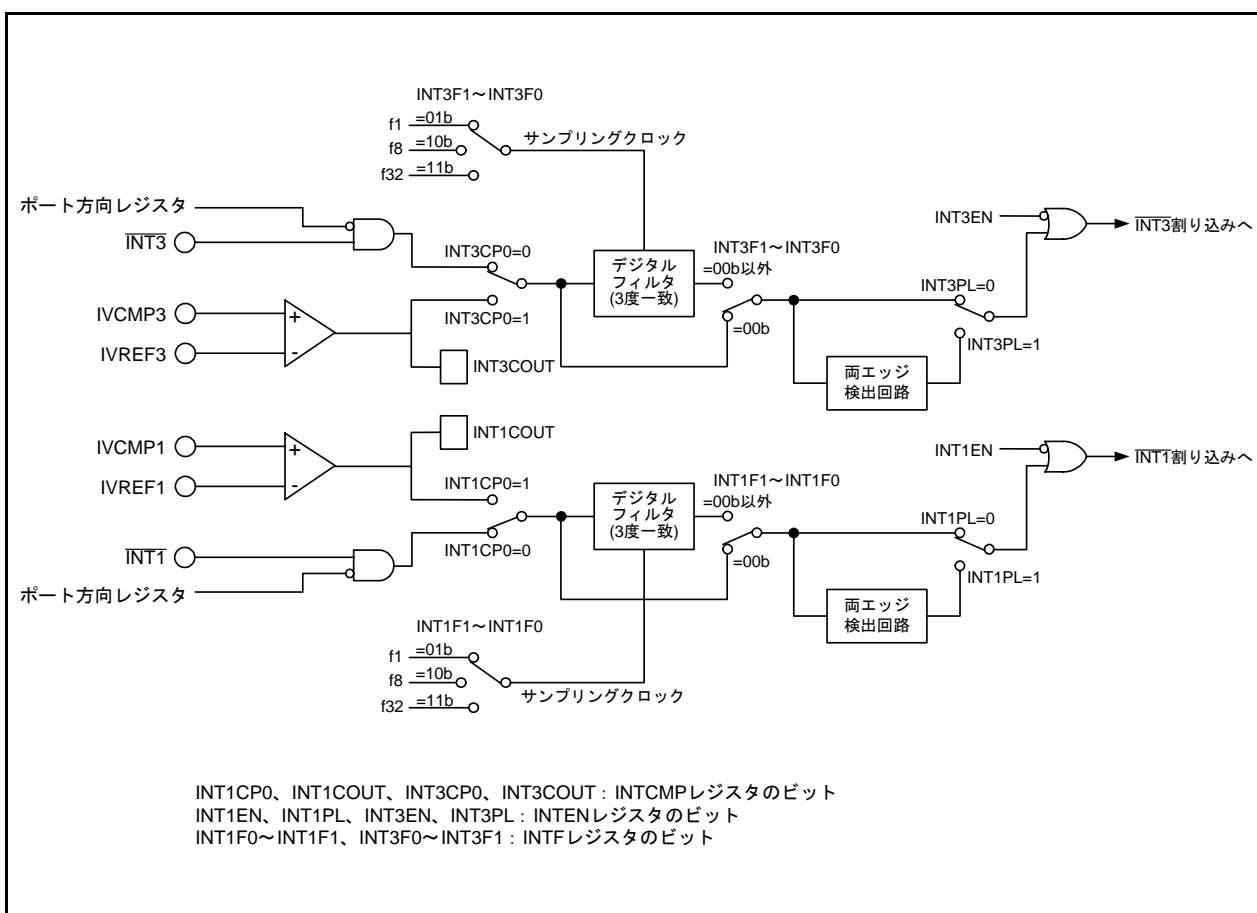 INT3F1～INT3F0
f1 =01b
f8 =10b
f32 =11b
サンプリングクロック
ポート方向レジスタ
INT3
INT3CP0=0
INT3CP0=1
IVCMP3
IVREF3
+
-
INT3COUT
デジタル
フィルタ
(3度一致)
INT3F1～INT3F0
=00b以外
=00b
INT3EN
INT3PL=0
INT3PL=1
両エッジ
検出回路
INT3割り込みへ
IVCMP1
IVREF1
+
-
INT1COUT
INT1CP0=1
INT1CP0=0
INT1
ポート方向レジスタ
デジタル
フィルタ
(3度一致)
INT1F1～INT1F0
=00b以外
=00b
INT1EN
INT1PL=0
INT1PL=1
両エッジ
検出回路
INT1割り込みへ
INT1F1～INT1F0
f1 =01b
f8 =10b
f32 =11b
サンプリングクロック
INT1CP0、INT1COUT、INT3CP0、INT3COUT：INTCMPレジスタのビット
INT1EN、INT1PL、INT3EN、INT3PL：INTENレジスタのビット
INT1F0～INT1F1、INT3F0～INT3F1：INTFレジスタのビット